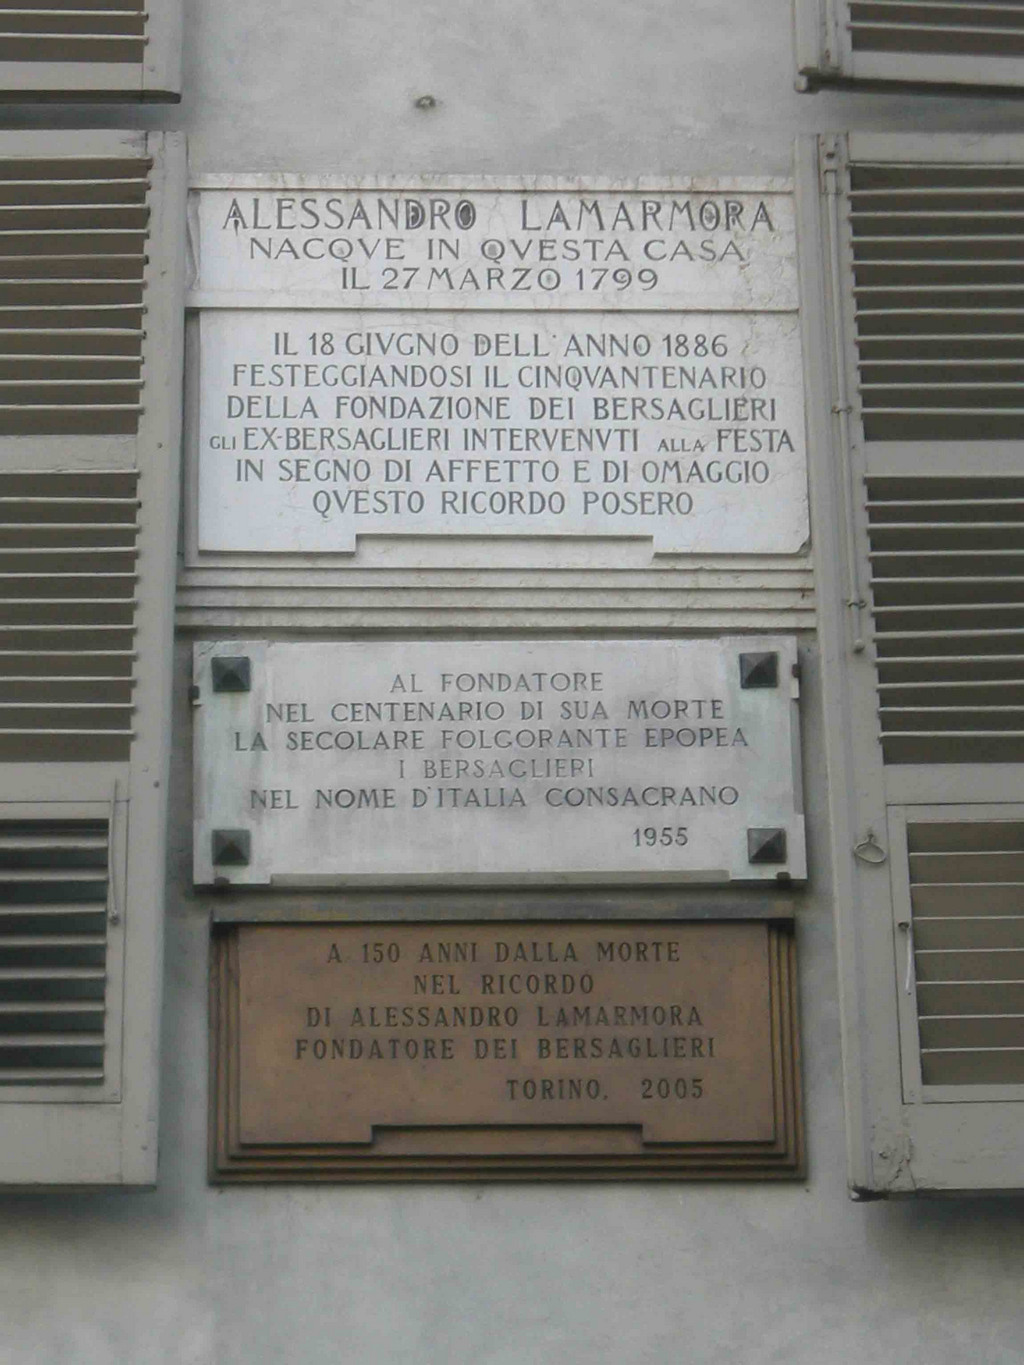 ALESSANDRO LAMARMORA
NACQVE IN QVESTA CASA
IL 27 MARZO 1799
IL 18 GIVGNO DELL' ANNO 1886
FESTEGGIANDOSI IL CINQVANTENARIO
DELLA FONDAZIONE DEI BERSAGLIERI
GLI EX-BERSAGLIERI INTERVENVTI ALLA FESTA
IN SEGNO DI AFFETTO E DI OMAGGIO
QVESTO RICORDO POSERO
AL FONDATORE
NEL CENTENARIO DI SUA MORTE
LA SECOLARE FOLGORANTE EPOPEA
I BERSAGLIERI
NEL NOME D'ITALIA CONSACRANO
1955
A 150 ANNI DALLA MORTE
NEL RICORDO
DI ALESSANDRO LAMARMORA
FONDATORE DEI BERSAGLIERI
TORINO, 2005